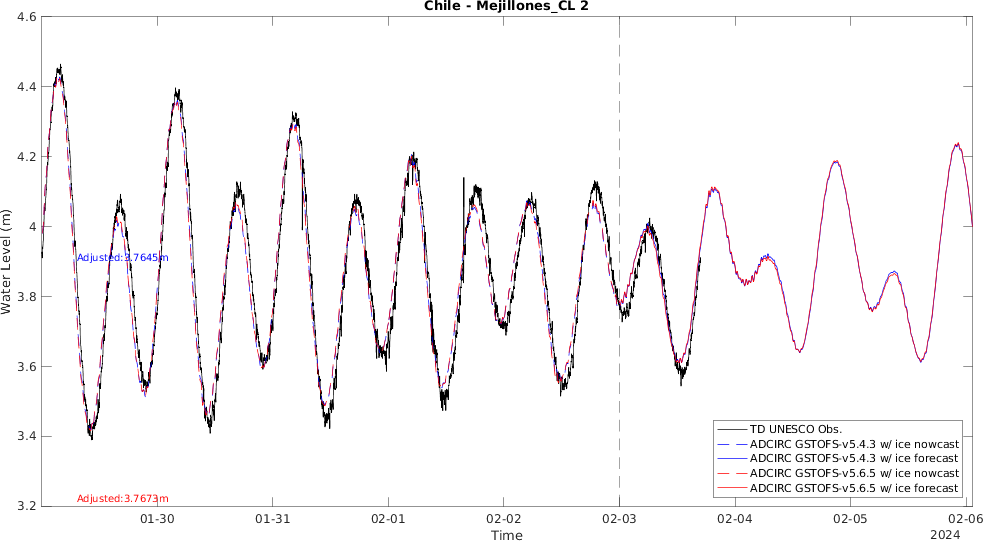 Chile - Mejillones_CL 2
Water Level (m)
4.6
4.4
4.2
4
3.8
3.6
3.4
3.2
Adjusted:3.7645m
Adjusted:3.7673m
TD UNESCO Obs.
ADCIRC GSTOFS-v5.4.3 w/ ice nowcast
ADCIRC GSTOFS-v5.4.3 w/ ice forecast
ADCIRC GSTOFS-v5.6.5 w/ ice nowcast
ADCIRC GSTOFS-v5.6.5 w/ ice forecast
01-30 01-31 02-01 02-02 02-03 02-04 02-05 02-06
Time
2024